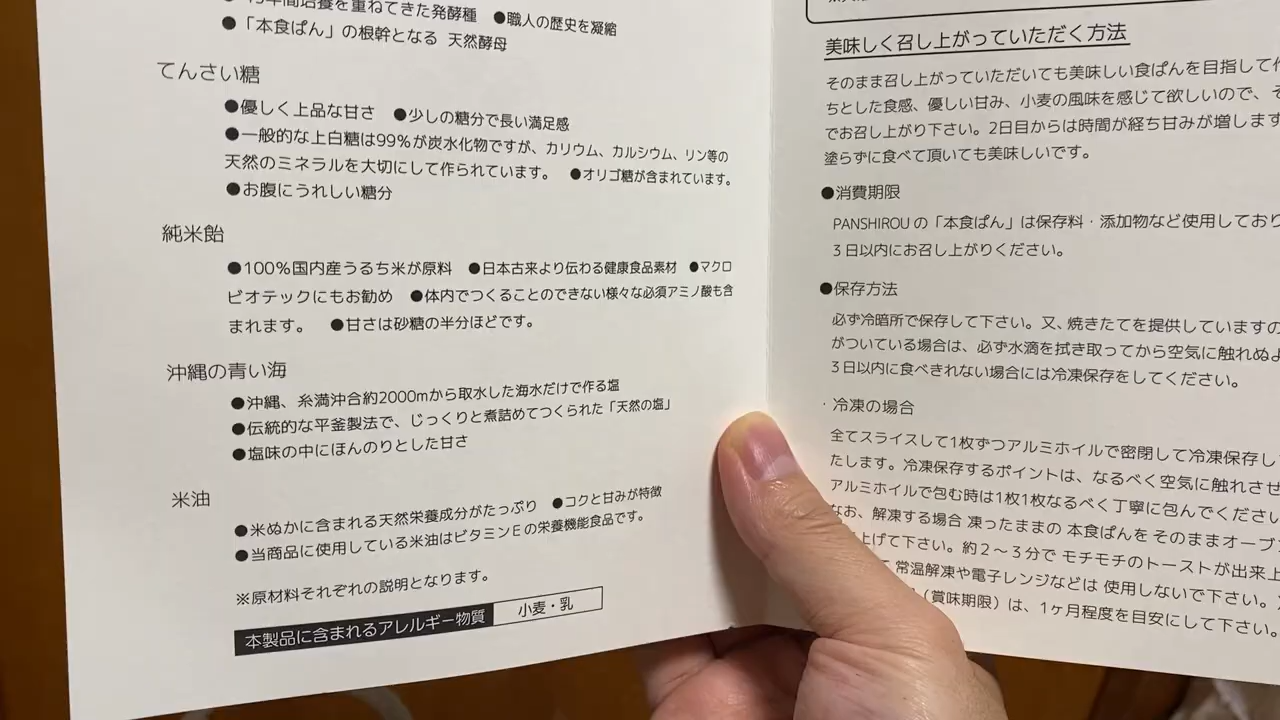 年間培養を重ねてきた発酵種 ●職人の歴史を凝縮
●「本食ぱん」の根幹となる 天然酵母
てんさい糖
●優しく上品な甘さ ●少しの糖分で長い満足感
●一般的な上白糖は99%が炭水化物ですが、カリウム、カルシウム、リン等の
天然のミネラルを大切にして作られています。 ●オリゴ糖が含まれています。
●お腹にうれしい糖分
純米飴
●100%国内産うるち米が原料 ●日本古来より伝わる健康食品素材 ●マクロ
ビオテックにもお勧め ●体内でつくることのできない様々な必須アミノ酸も含
まれます。 ●甘さは砂糖の半分ほどです。
沖縄の青い海
●沖縄、糸満沖合約2000mから取水した海水だけで作る塩
●伝統的な平釜製法で、じっくりと煮詰めてつくられた「天然の塩」
●塩味の中にほんのりとした甘さ
米油
●米ぬかに含まれる天然栄養成分がたっぷり ●コクと甘みが特徴
●当商品に使用している米油はビタミンEの栄養機能食品です。
※原材料それぞれの説明となります。
本製品に含まれるアレルギー物質 小麦・乳
美味しく召し上がっていただく方法
そのまま召し上がっていただいても美味しい食ぱんを目指して
ちとした食感、優しい甘み、小麦の風味を感じて欲しいので、そ
でお召し上がり下さい。2日目からは時間が経ち甘みが増します
塗らずに食べて頂いても美味しいです。
●消費期限
PANSHIROUの「本食ぱん」は保存料・添加物など使用しており
3日以内にお召し上がりください。
●保存方法
必ず冷暗所で保存して下さい。又、焼きたてを提供していますの
がついている場合は、必ず水滴を拭き取ってから空気に触れぬよ
3日以内に食べきれない場合には冷凍保存をしてください。
・冷凍の場合
全てスライスして1枚ずつアルミホイルで密閉して冷凍保存し
たします。冷凍保存するポイントは、なるべく空気に触れさせ
アルミホイルで包む時は1枚1枚なるべく丁寧に包んでくださ
なお、解凍する場合 凍ったままの 本食ぱんを そのままオーブ
上げて下さい。約2～3分で モチモチのトーストが出来上
常温解凍や電子レンジなどは 使用しないで下さい。
（賞味期限）は、1ヶ月程度を目安にして下さい。